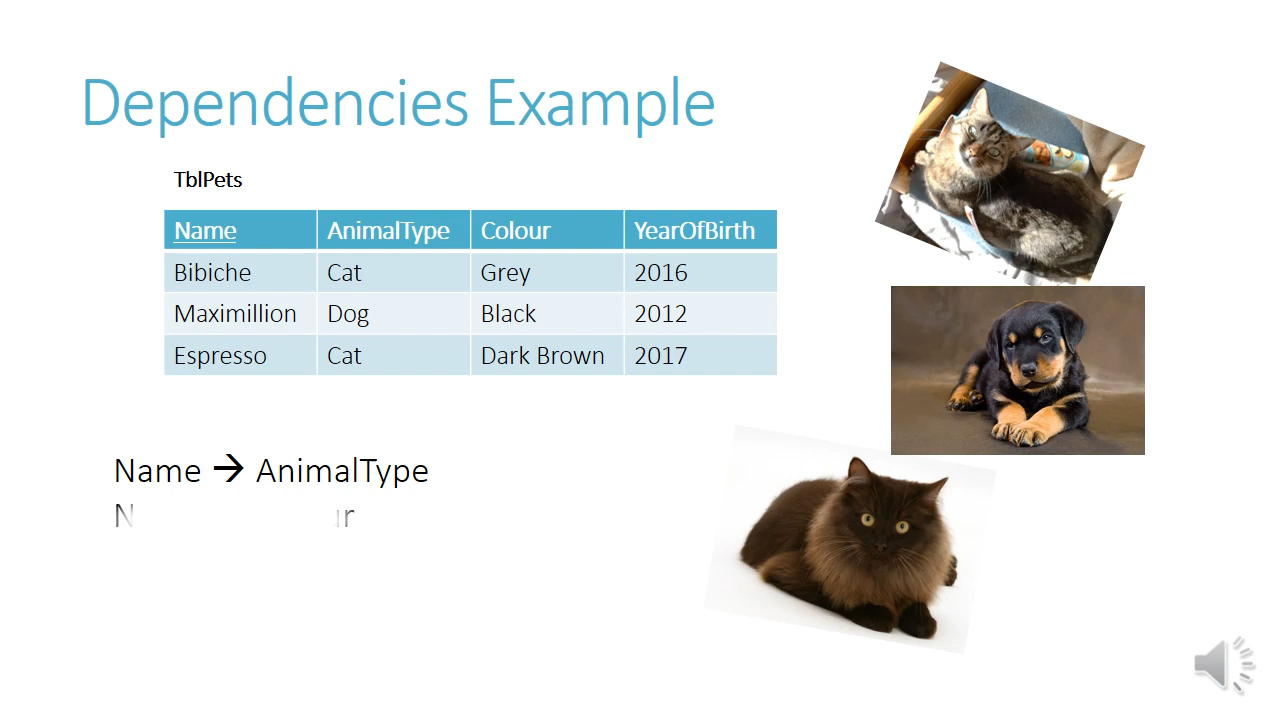 Dependencies Example
TblPets
Name AnimalType Colour YearOfBirth
Bibiche Cat Grey 2016
Maximillion Dog Black 2012
Espresso Cat Dark Brown 2017
Name → AnimalType